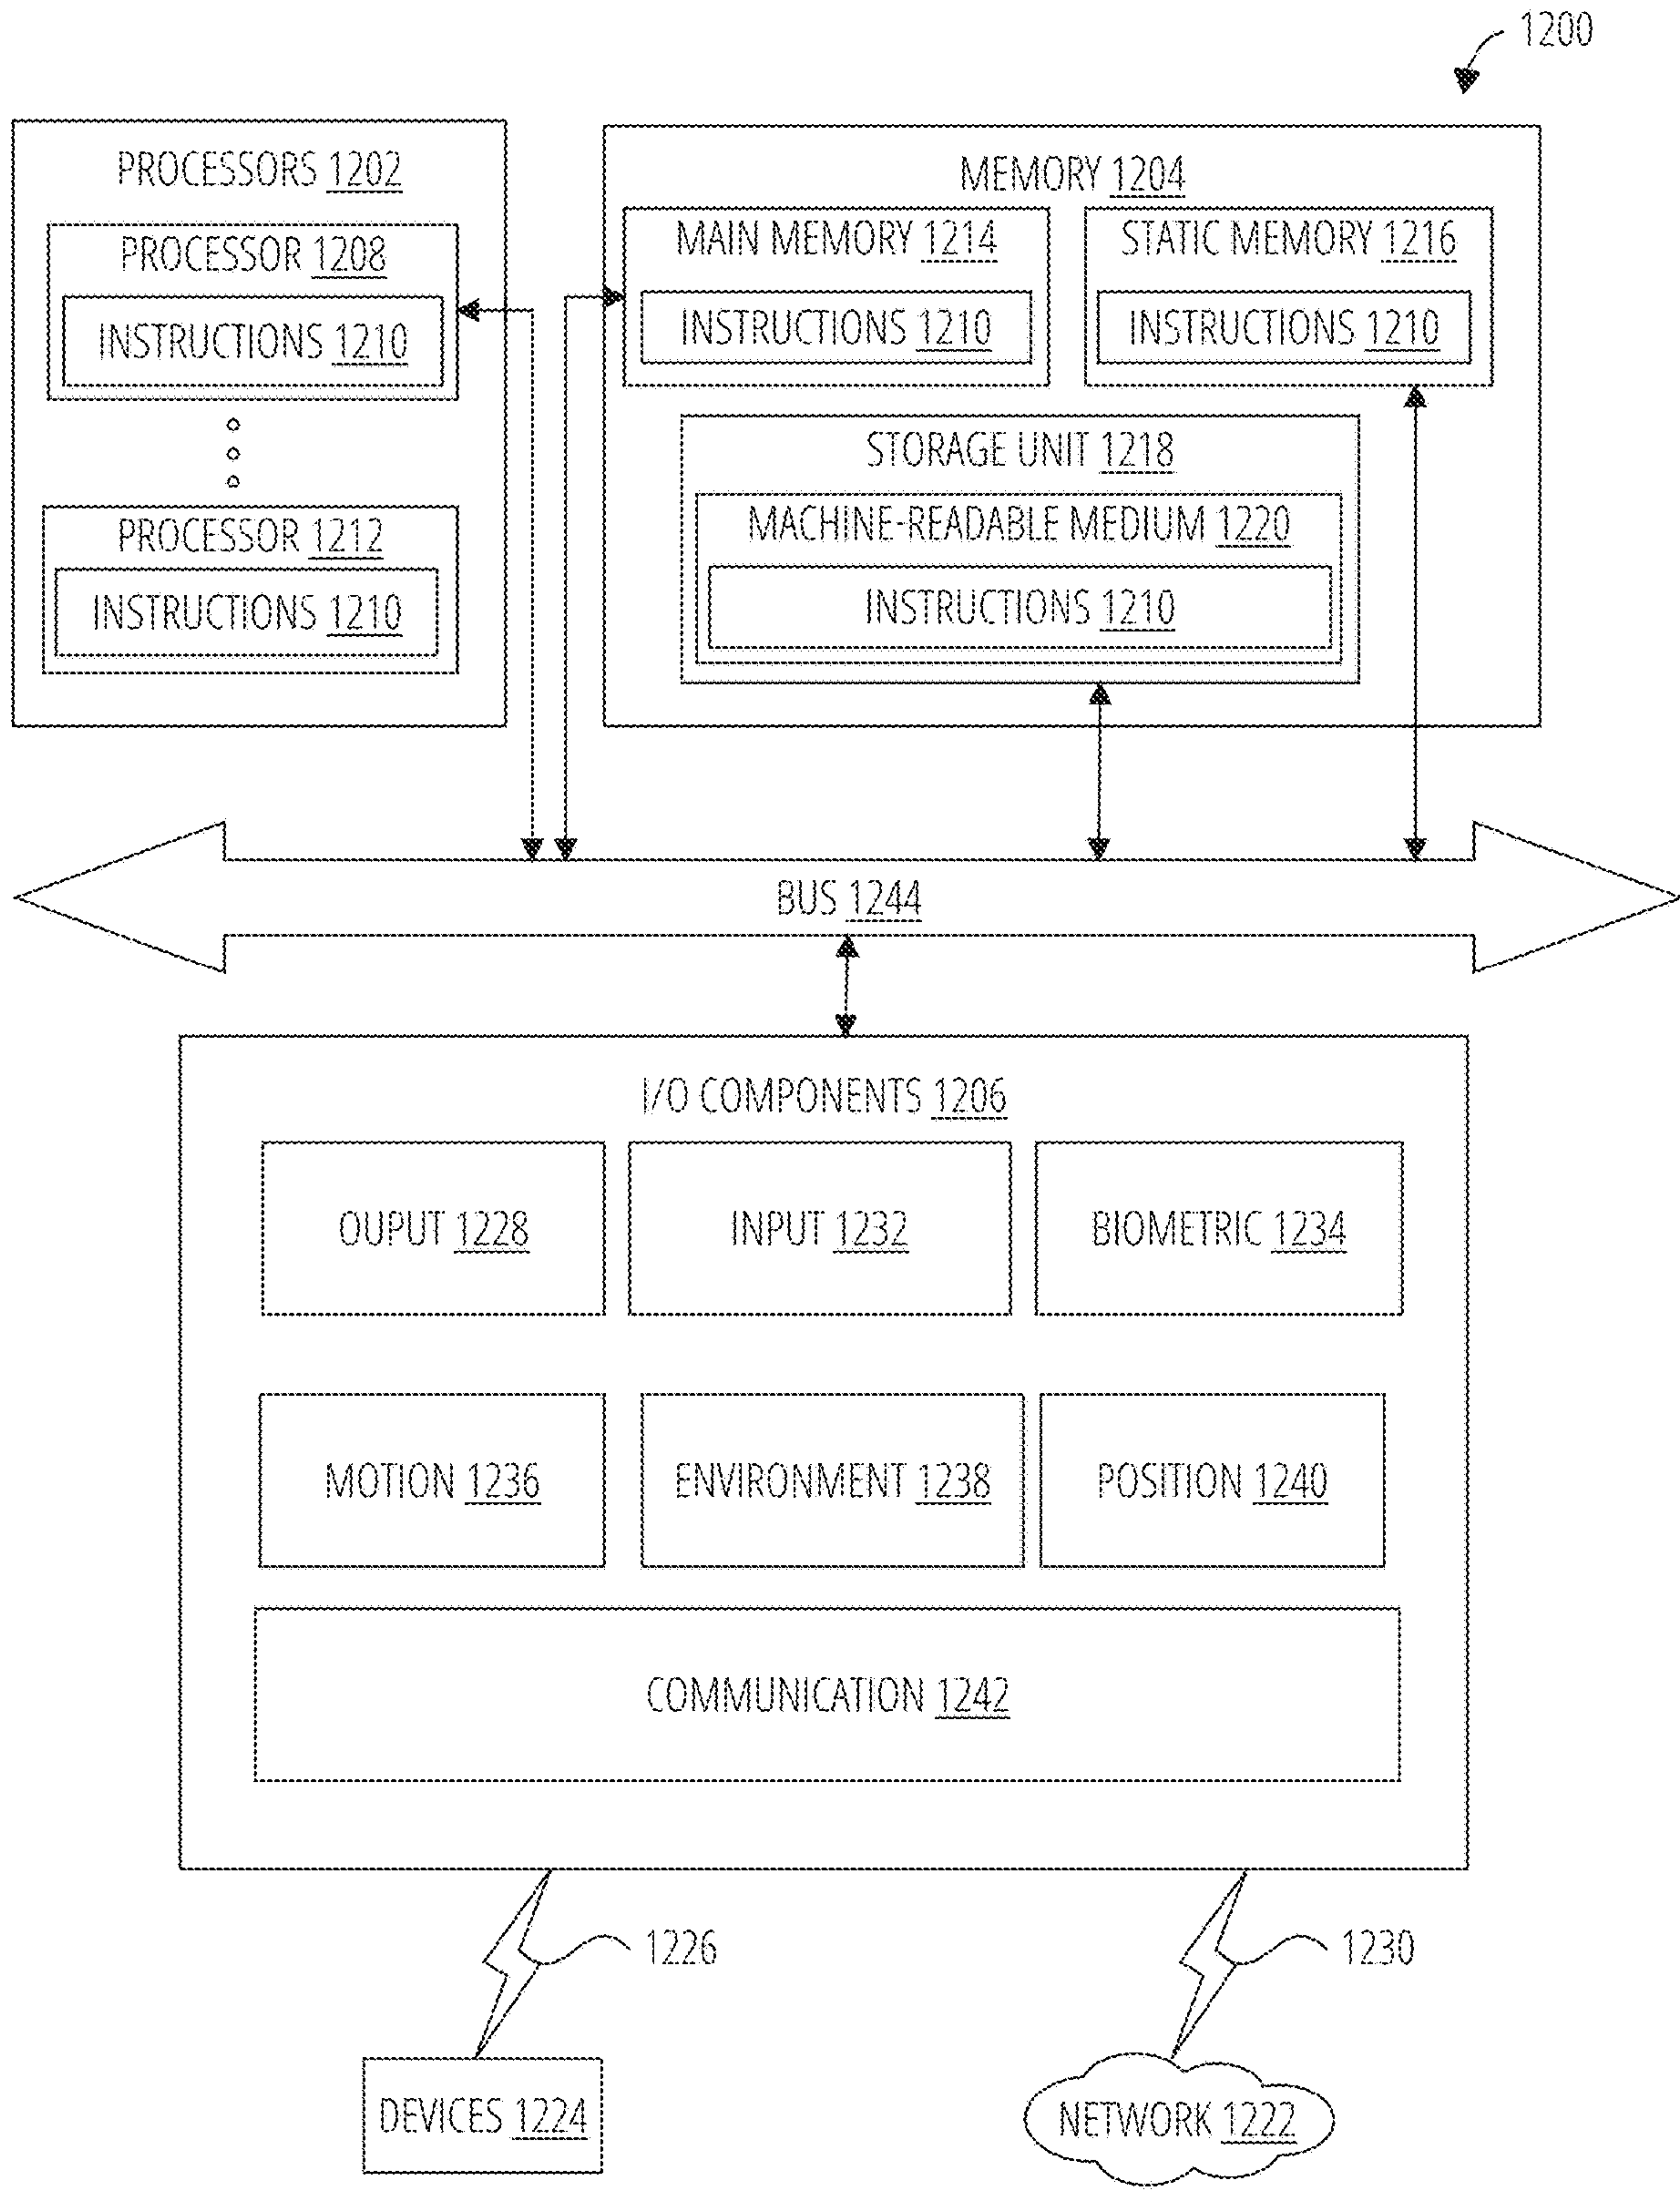 1200
PROCESSORS 1202
PROCESSOR 1208
INSTRUCTIONS 1210
PROCESSOR 1212
INSTRUCTIONS 1210
MEMORY 1204
MAIN MEMORY 1214
INSTRUCTIONS 1210
STATIC MEMORY 1216
INSTRUCTIONS 1210
STORAGE UNIT 1218
MACHINE-READABLE MEDIUM 1220
INSTRUCTIONS 1210
BUS 1244
I/O COMPONENTS 1206
OUPUT 1228
INPUT 1232
BIOMETRIC 1234
MOTION 1236
ENVIRONMENT 1238
POSITION 1240
COMMUNICATION 1242
1226
1230
DEVICES 1224
NETWORK 1222